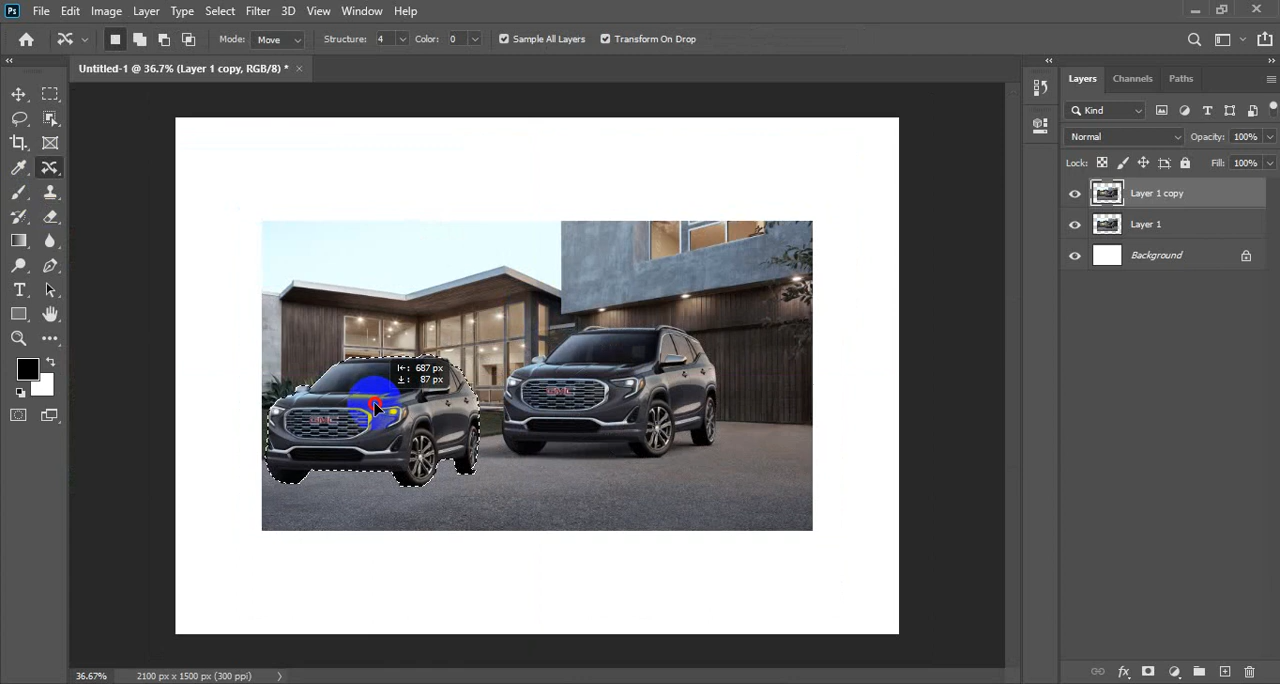 Ps File Edit Image Layer Type Select Filter 3D View Window Help
Mode: Move Structure: 4 Color: 0 Sample All Layers Transform On Drop
Untitled-1 @ 36.7% (Layer 1 copy, RGB/8) * ×
Layers Channels Paths
Kind
Normal Opacity: 100%
Lock: Fill: 100%
Layer 1 copy
Layer 1
Background
687 px
87 px
GMC
GMC
36.67% 2100 px x 1500 px (300 ppi)